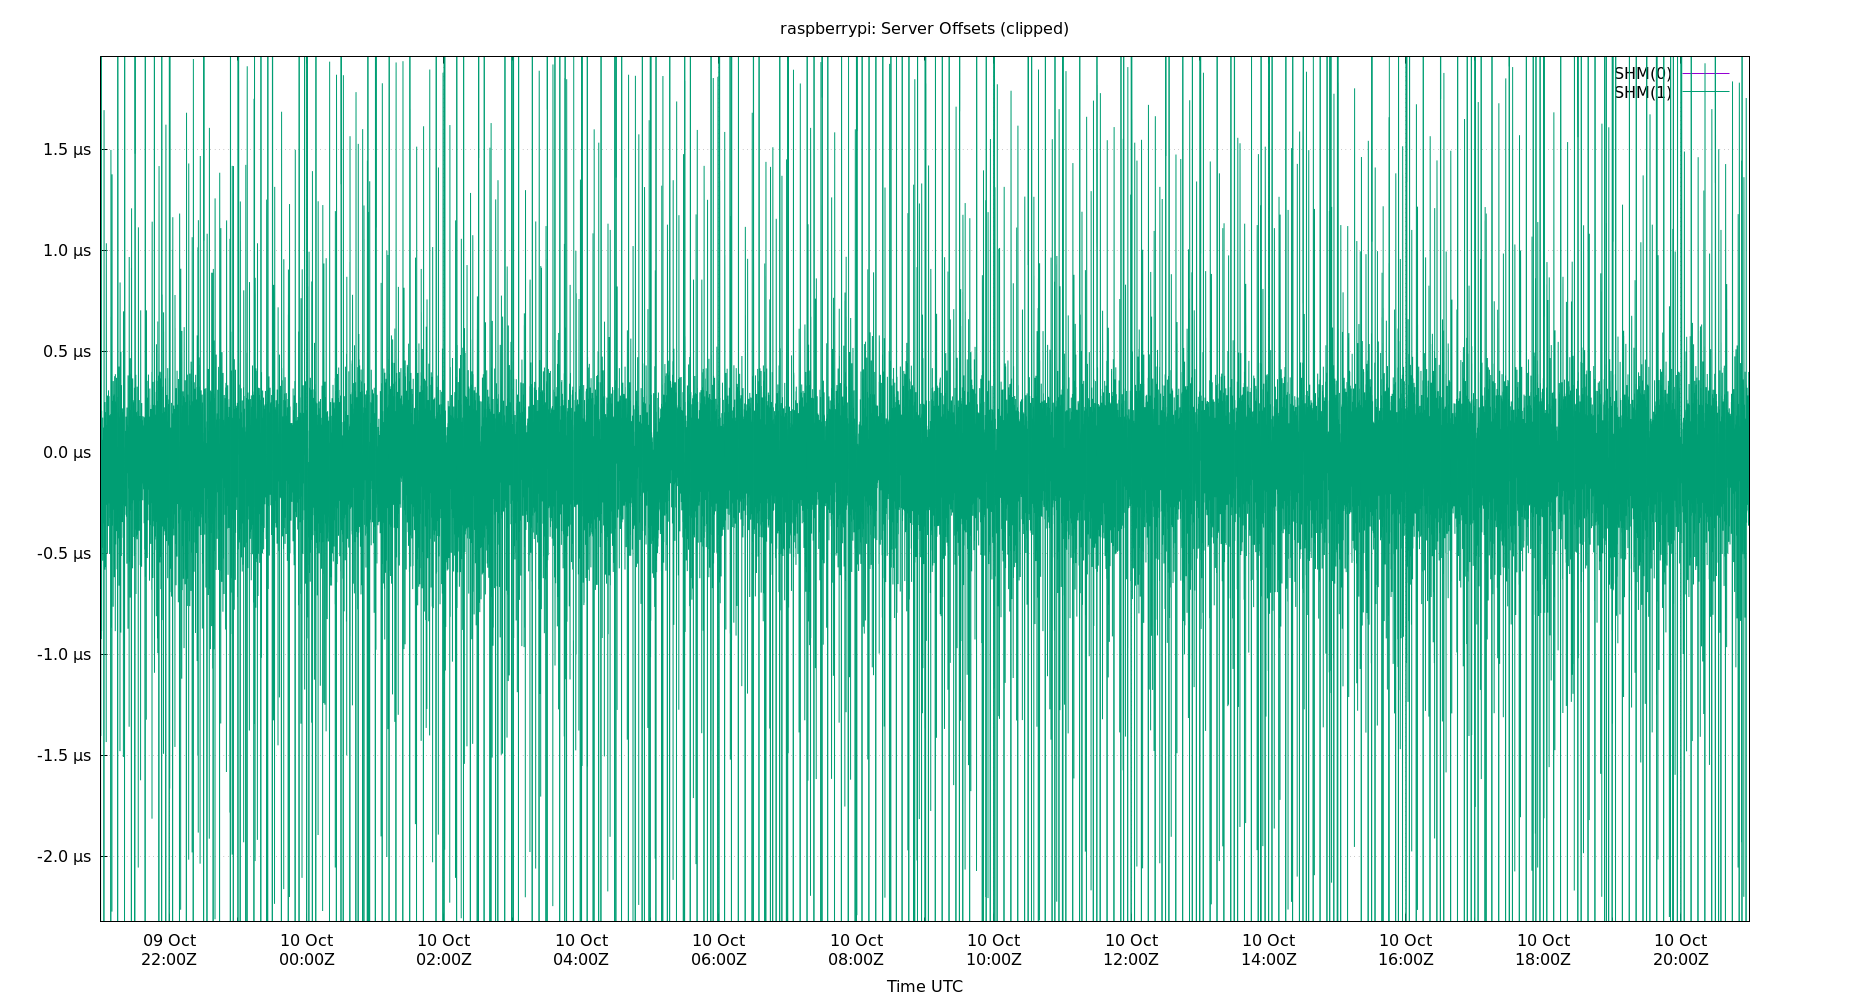 raspberrypi: Server Offsets (clipped)
SHM(0)
SHM(1)
1.5 µs
1.0 µs
0.5 µs
0.0 µs
-0.5 µs
-1.0 µs
-1.5 µs
-2.0 µs
09 Oct 10 Oct 10 Oct 10 Oct 10 Oct 10 Oct 10 Oct 10 Oct 10 Oct 10 Oct 10 Oct 10 Oct
22:00Z 00:00Z 02:00Z 04:00Z 06:00Z 08:00Z 10:00Z 12:00Z 14:00Z 16:00Z 18:00Z 20:00Z
Time UTC